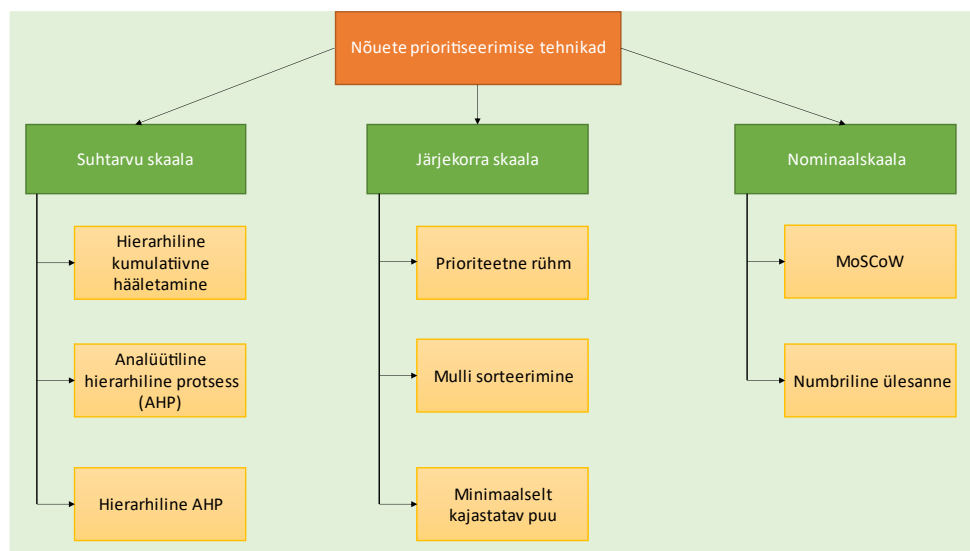 Nõuete prioritiseerimise tehnikad
Suhtarvu skaala
Hierarhiline
kumulatiivne
hääletamine
Analüütiline
hierarhiline protsess
(AHP)
Hierarhiline AHP
Järjekorra skaala
Prioriteetne rühm
Mulli sorteerimine
Minimaalselt
kajastatav puu
Nominaalskaala
MoSCoW
Numbriline ülesanne